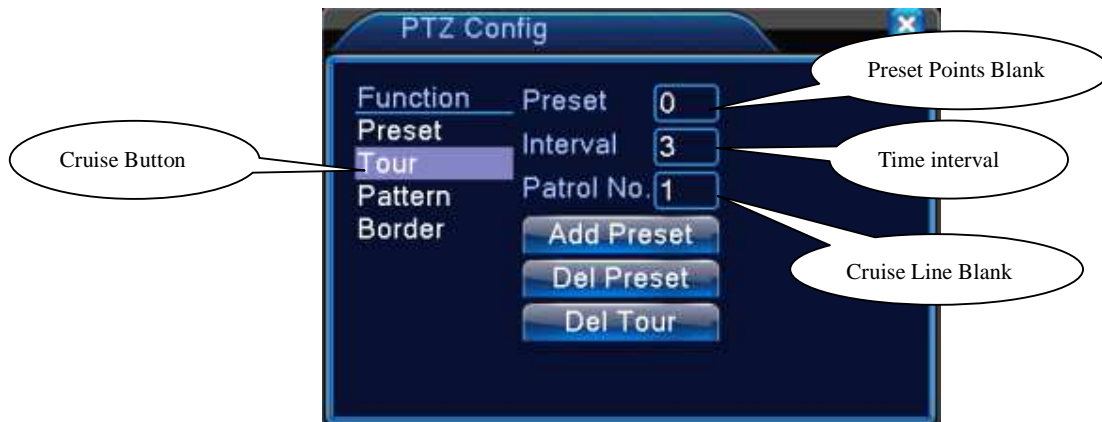 PTZ Config
Preset Points Blank
Function
Preset 0
Preset
Interval 3
Time interval
Cruise Button
Tour
Patrol No. 1
Pattern
Border
Add Preset
Cruise Line Blank
Del Preset
Del Tour